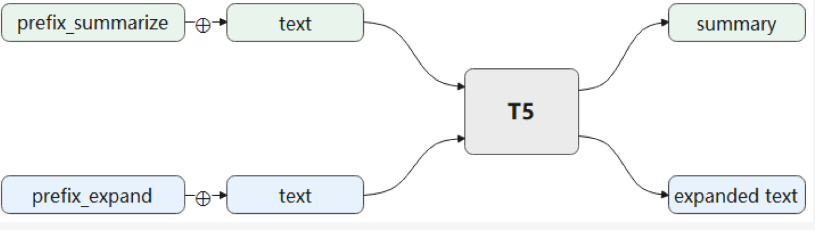 prefix_summarize
text
summary
T5
prefix_expand
text
expanded text